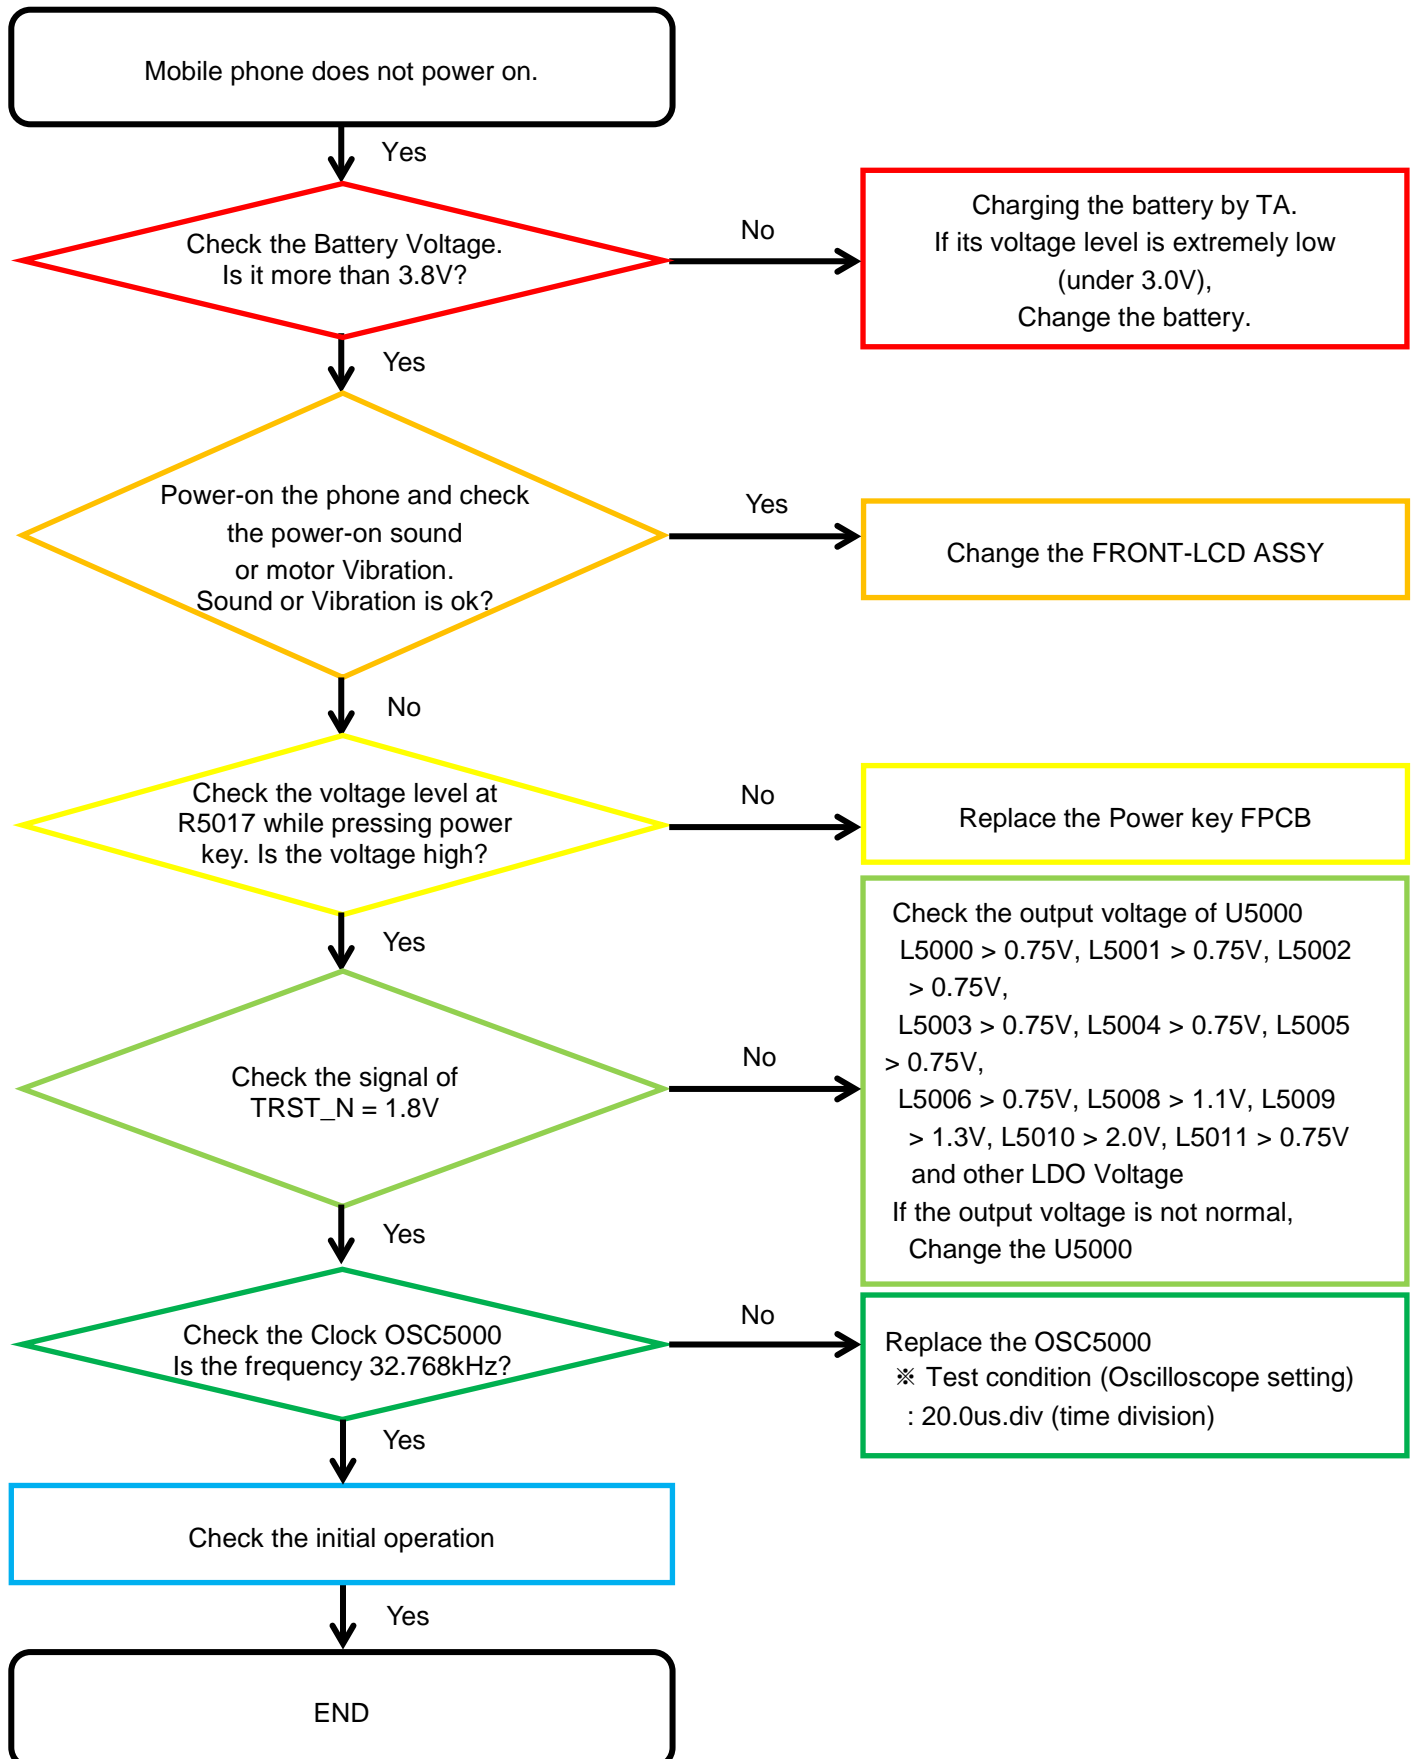 Mobile phone does not power on.
Yes
Check the Battery Voltage.
Is it more than 3.8V?
No
Charging the battery by TA.
If its voltage level is extremely low
(under 3.0V),
Change the battery.
Yes
Power-on the phone and check
the power-on sound
or motor Vibration.
Sound or Vibration is ok?
Yes
Change the FRONT-LCD ASSY
No
Check the voltage level at
R5017 while pressing power
key. Is the voltage high?
No
Replace the Power key FPCB
Yes
Check the signal of
TRST_N = 1.8V
No
Check the output voltage of U5000
L5000 > 0.75V, L5001 > 0.75V, L5002
> 0.75V,
L5003 > 0.75V, L5004 > 0.75V, L5005
> 0.75V,
L5006 > 0.75V, L5008 > 1.1V, L5009
> 1.3V, L5010 > 2.0V, L5011 > 0.75V
and other LDO Voltage
If the output voltage is not normal,
Change the U5000
Yes
Check the Clock OSC5000
Is the frequency 32.768kHz?
No
Replace the OSC5000
※ Test condition (Oscilloscope setting)
: 20.0us.div (time division)
Yes
Check the initial operation
Yes
END